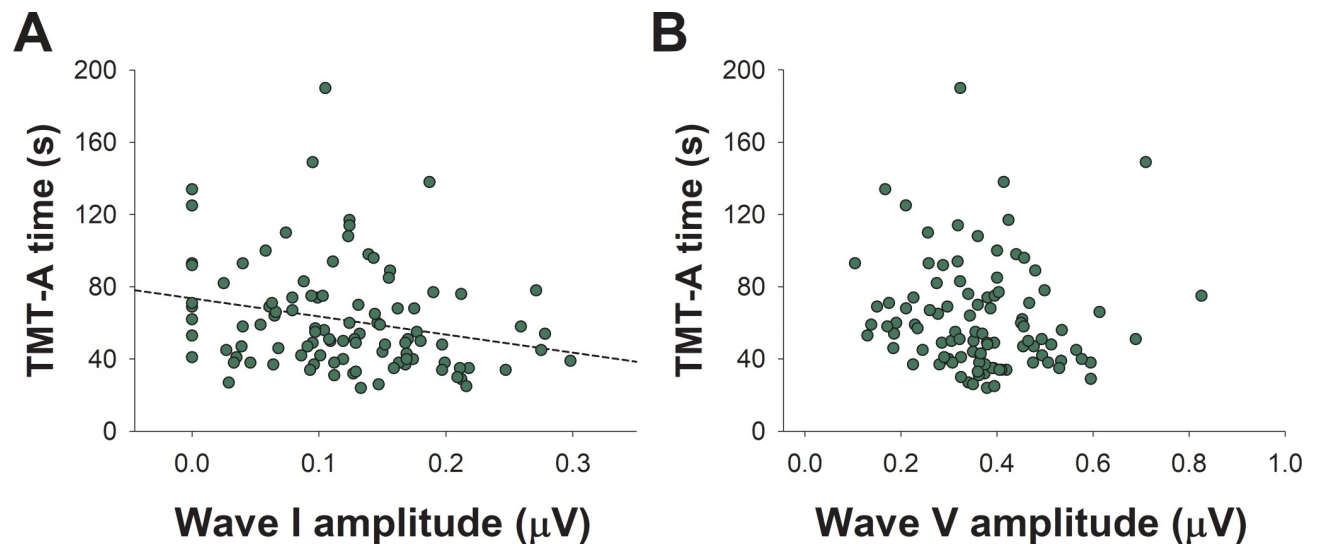 A
B
200
160
120
80
40
0
TMT-A time (s)
0.0 0.1 0.2 0.3
Wave I amplitude (μV)
200
160
120
80
40
0
TMT-A time (s)
0.0 0.2 0.4 0.6 0.8 1.0
Wave V amplitude (μV)